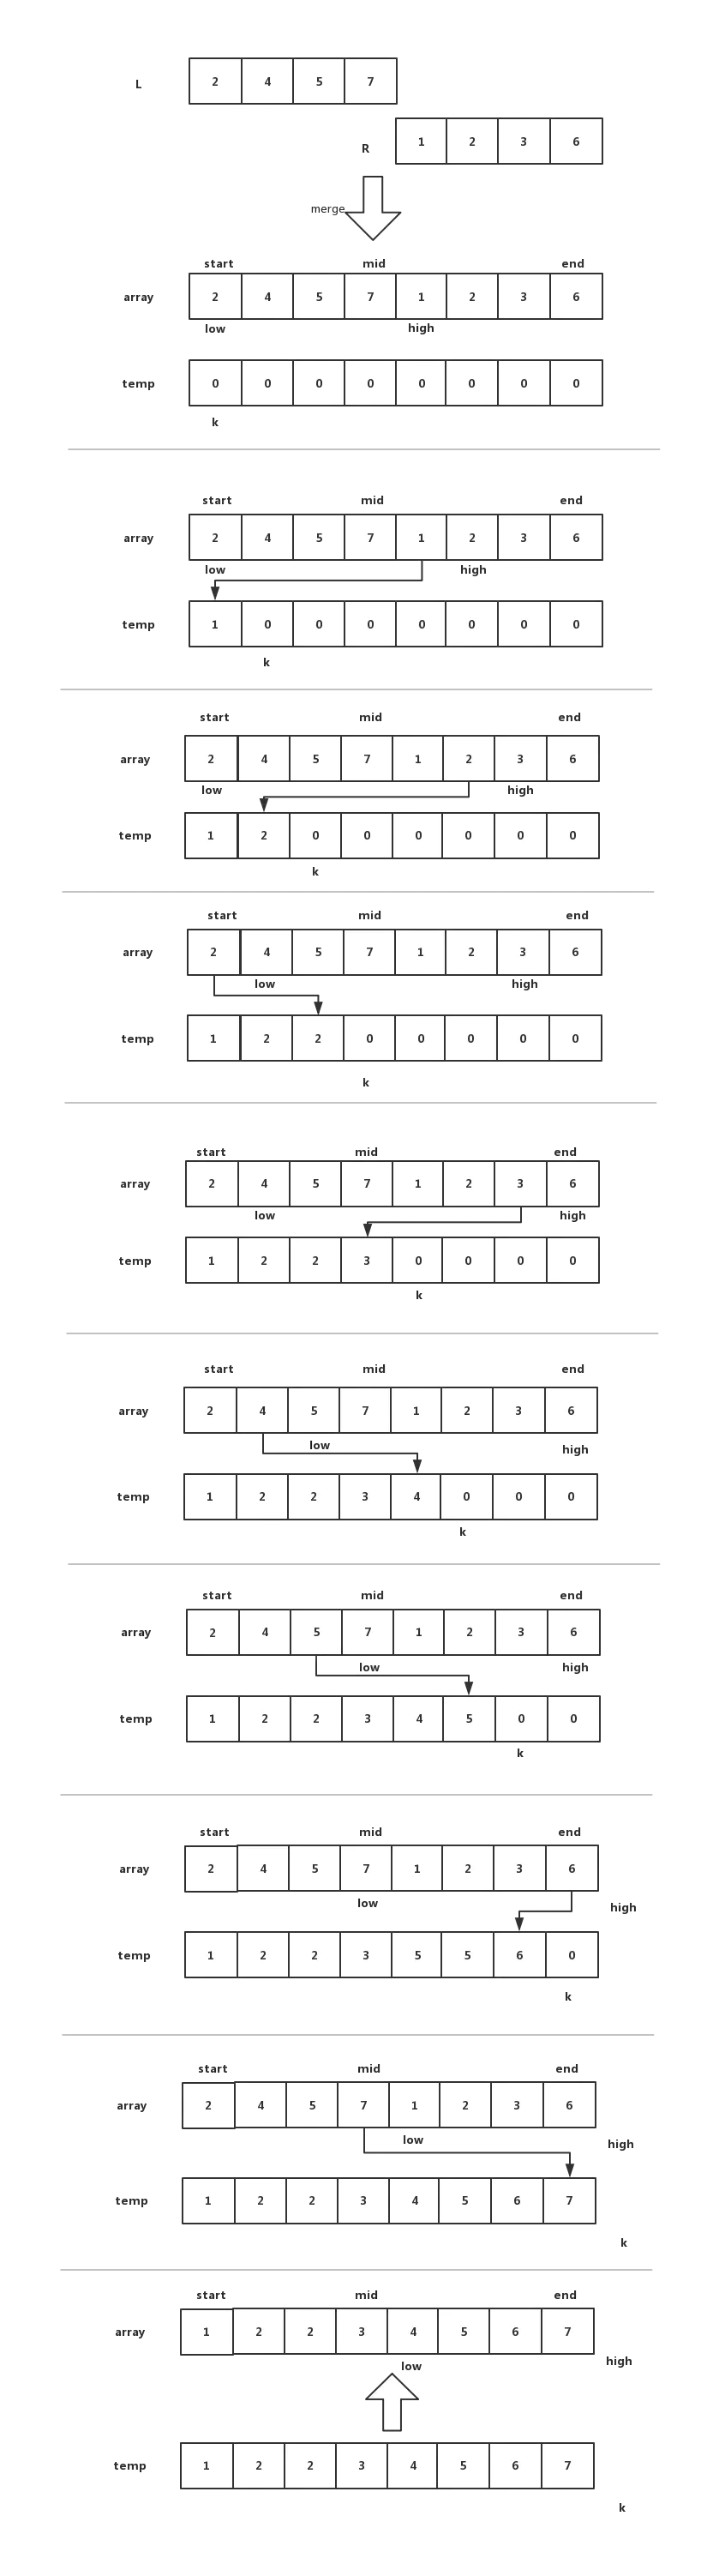 L 2 4 5 7
R 1 2 3 6
merge
start mid end
array 2 4 5 7 1 2 3 6
low high
temp 0 0 0 0 0 0 0 0
k
start mid end
array 2 4 5 7 1 2 3 6
low high
temp 1 0 0 0 0 0 0 0
k
start mid end
array 2 4 5 7 1 2 3 6
low high
temp 1 2 0 0 0 0 0 0
k
start mid end
array 2 4 5 7 1 2 3 6
low high
temp 1 2 2 0 0 0 0 0
k
start mid end
array 2 4 5 7 1 2 3 6
low high
temp 1 2 2 3 0 0 0 0
k
start mid end
array 2 4 5 7 1 2 3 6
low high
temp 1 2 2 3 4 0 0 0
k
start mid end
array 2 4 5 7 1 2 3 6
low high
temp 1 2 2 3 4 5 0 0
k
start mid end
array 2 4 5 7 1 2 3 6
low high
temp 1 2 2 3 5 5 6 0
k
start mid end
array 2 4 5 7 1 2 3 6
low high
temp 1 2 2 3 4 5 6 7
k
start mid end
array 1 2 2 3 4 5 6 7
low high
temp 1 2 2 3 4 5 6 7
k